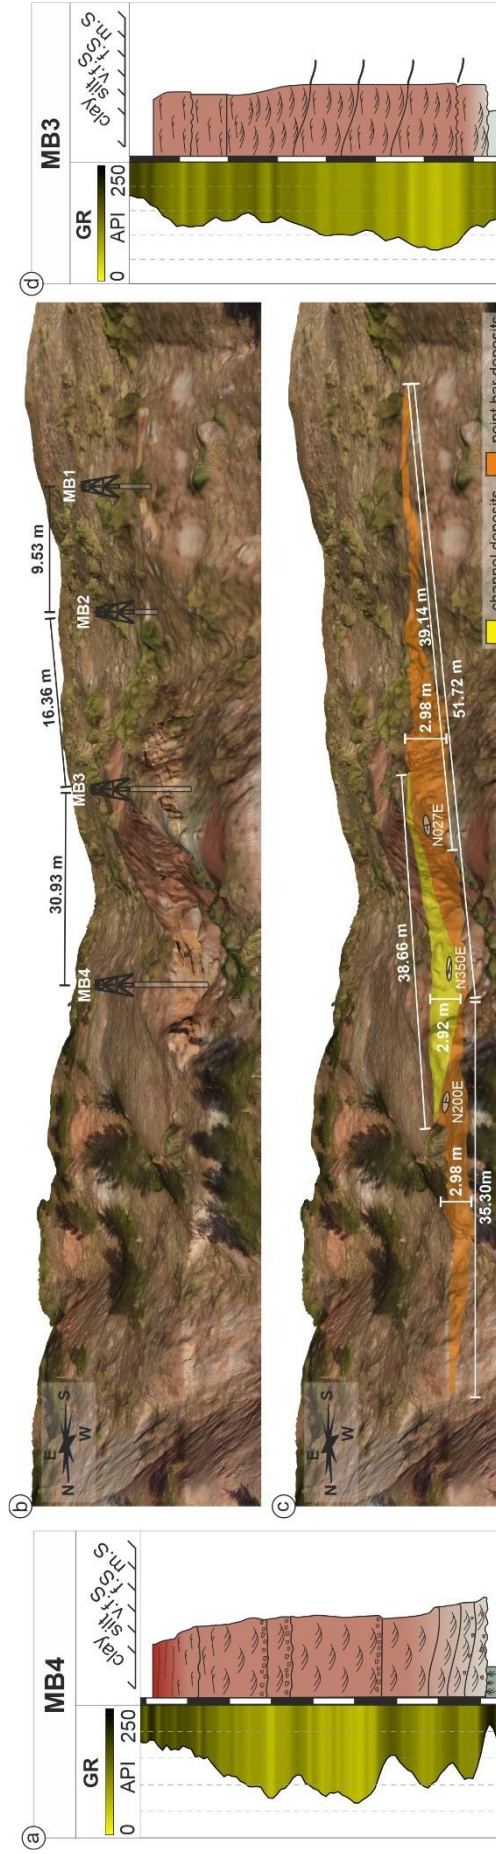 a
MB4
GR
0 API 250
clay
silt
v.f.S
f.S
m.S
b
N
E
S
W
MB4
30.93 m
MB3
16.36 m
MB2
9.53 m
MB1
c
N
E
S
W
38.66 m
2.98 m
2.92 m
2.98 m
N200E
N350E
N027E
39.14 m
51.72 m
35.30m
channel deposits
point bar deposits
d
MB3
GR
0 API 250
clay
silt
v.f.S
f.S
m.S